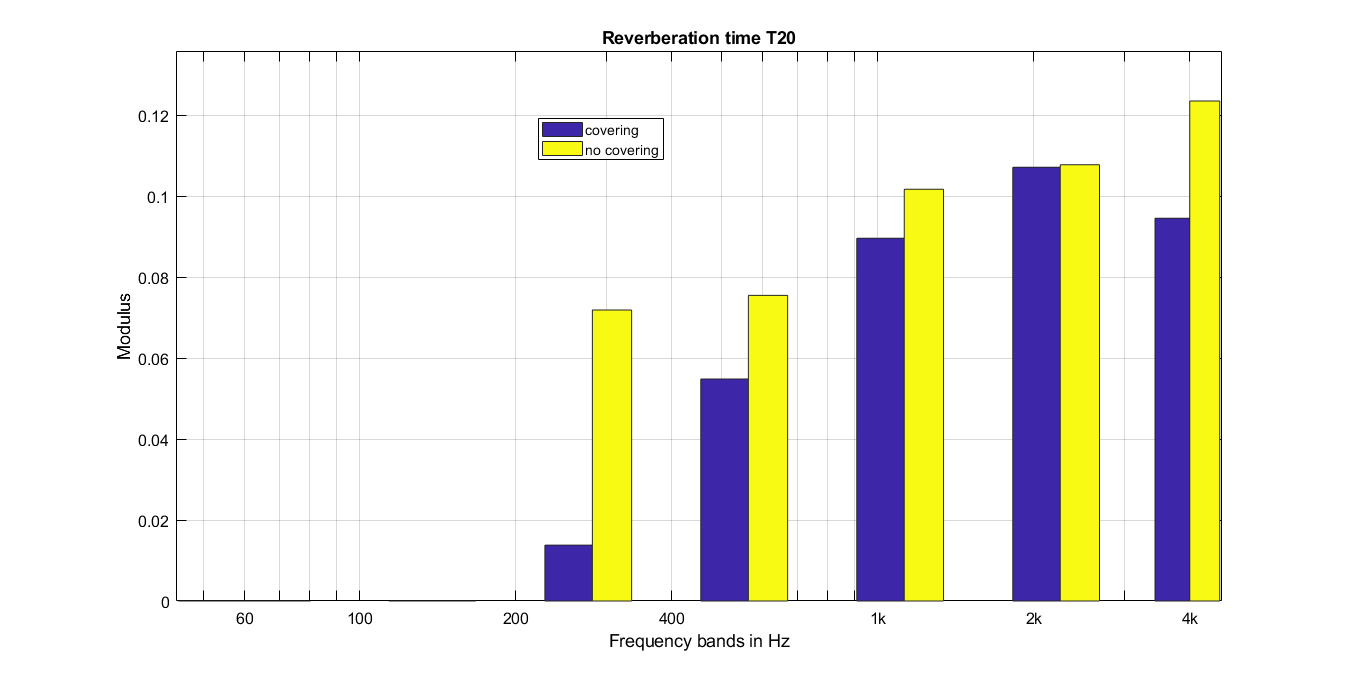 Reverberation time T20
0.12
0.1
0.08
0.06
0.04
0.02
0
Modulus
covering
no covering
60 100 200 400 1k 2k 4k
Frequency bands in Hz